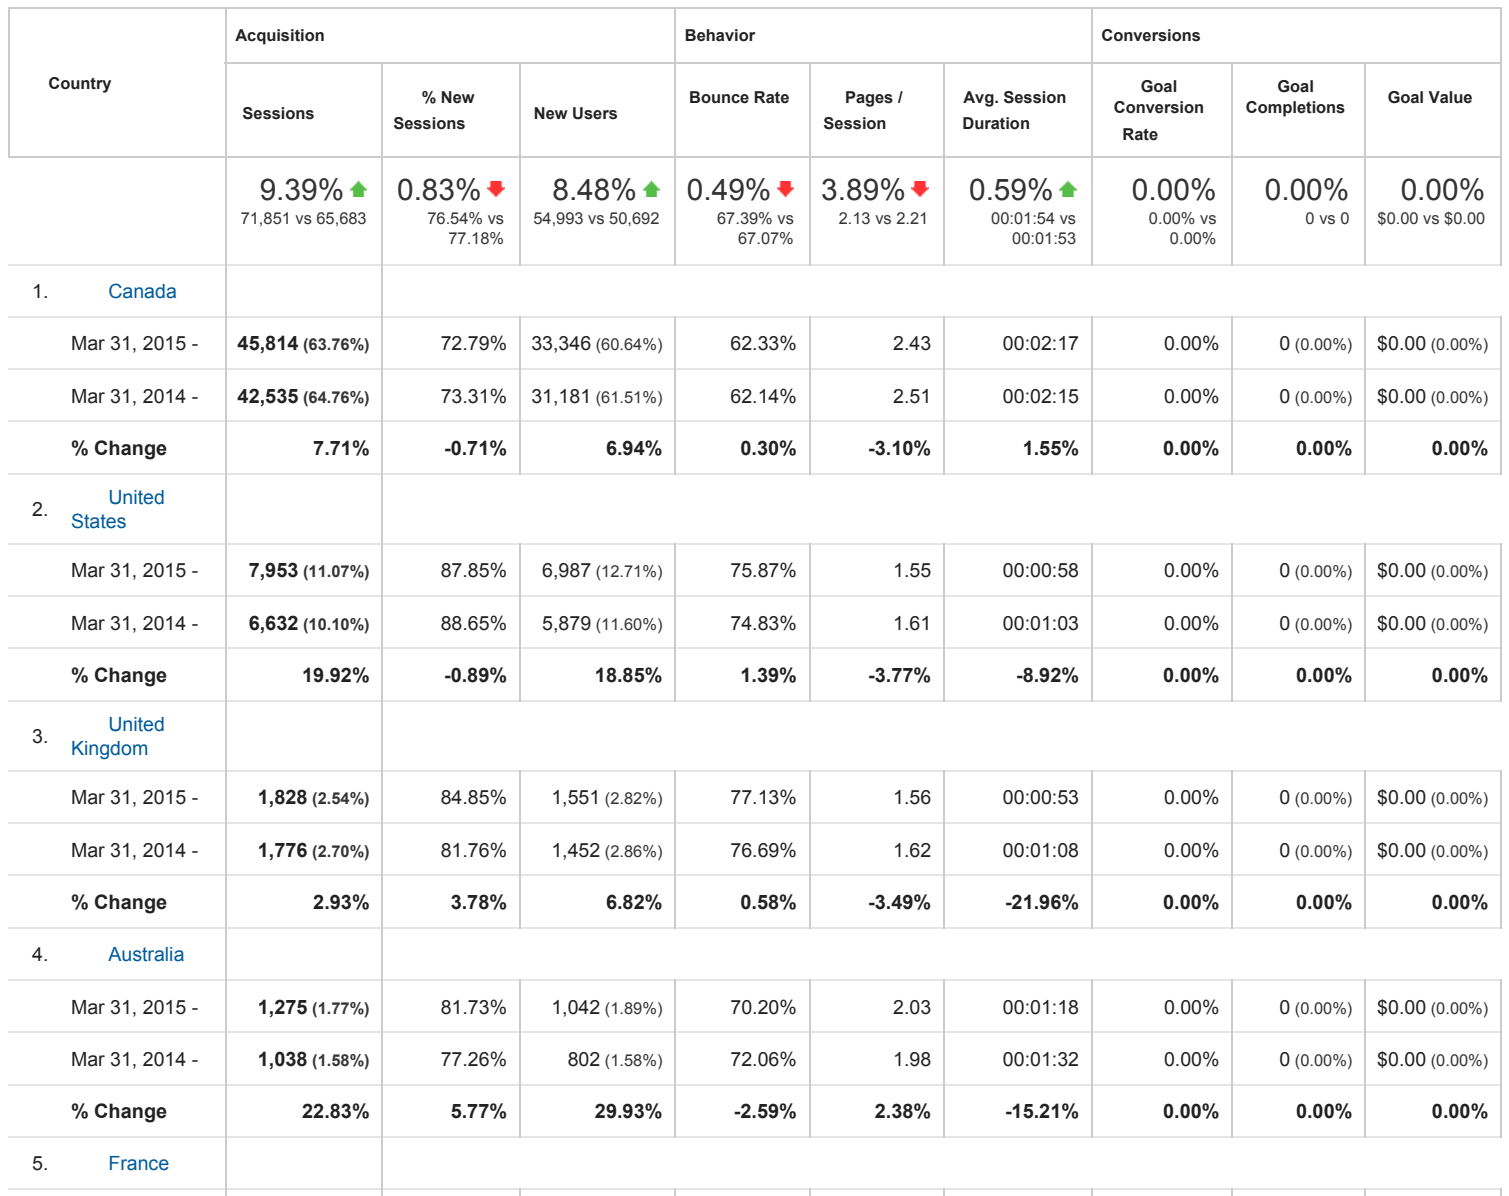 Acquisition Behavior Conversions
Country
Sessions % New Sessions New Users Bounce Rate Pages / Session Avg. Session Duration Goal Conversion Rate Goal Completions Goal Value
9.39% 0.83% 8.48% 0.49% 3.89% 0.59% 0.00% 0.00% 0.00%
71,851 vs 65,683 76.54% vs 77.18% 54,993 vs 50,692 67.39% vs 67.07% 2.13 vs 2.21 00:01:54 vs 00:01:53 0.00% vs 0.00% 0 vs 0 $0.00 vs $0.00
1. Canada
Mar 31, 2015 - 45,814 (63.76%) 72.79% 33,346 (60.64%) 62.33% 2.43 00:02:17 0.00% 0 (0.00%) $0.00 (0.00%)
Mar 31, 2014 - 42,535 (64.76%) 73.31% 31,181 (61.51%) 62.14% 2.51 00:02:15 0.00% 0 (0.00%) $0.00 (0.00%)
% Change 7.71% -0.71% 6.94% 0.30% -3.10% 1.55% 0.00% 0.00% 0.00%
2. United
States
Mar 31, 2015 - 7,953 (11.07%) 87.85% 6,987 (12.71%) 75.87% 1.55 00:00:58 0.00% 0 (0.00%) $0.00 (0.00%)
Mar 31, 2014 - 6,632 (10.10%) 88.65% 5,879 (11.60%) 74.83% 1.61 00:01:03 0.00% 0 (0.00%) $0.00 (0.00%)
% Change 19.92% -0.89% 18.85% 1.39% -3.77% -8.92% 0.00% 0.00% 0.00%
3. United
Kingdom
Mar 31, 2015 - 1,828 (2.54%) 84.85% 1,551 (2.82%) 77.13% 1.56 00:00:53 0.00% 0 (0.00%) $0.00 (0.00%)
Mar 31, 2014 - 1,776 (2.70%) 81.76% 1,452 (2.86%) 76.69% 1.62 00:01:08 0.00% 0 (0.00%) $0.00 (0.00%)
% Change 2.93% 3.78% 6.82% 0.58% -3.49% -21.96% 0.00% 0.00% 0.00%
4. Australia
Mar 31, 2015 - 1,275 (1.77%) 81.73% 1,042 (1.89%) 70.20% 2.03 00:01:18 0.00% 0 (0.00%) $0.00 (0.00%)
Mar 31, 2014 - 1,038 (1.58%) 77.26% 802 (1.58%) 72.06% 1.98 00:01:32 0.00% 0 (0.00%) $0.00 (0.00%)
% Change 22.83% 5.77% 29.93% -2.59% 2.38% -15.21% 0.00% 0.00% 0.00%
5. France